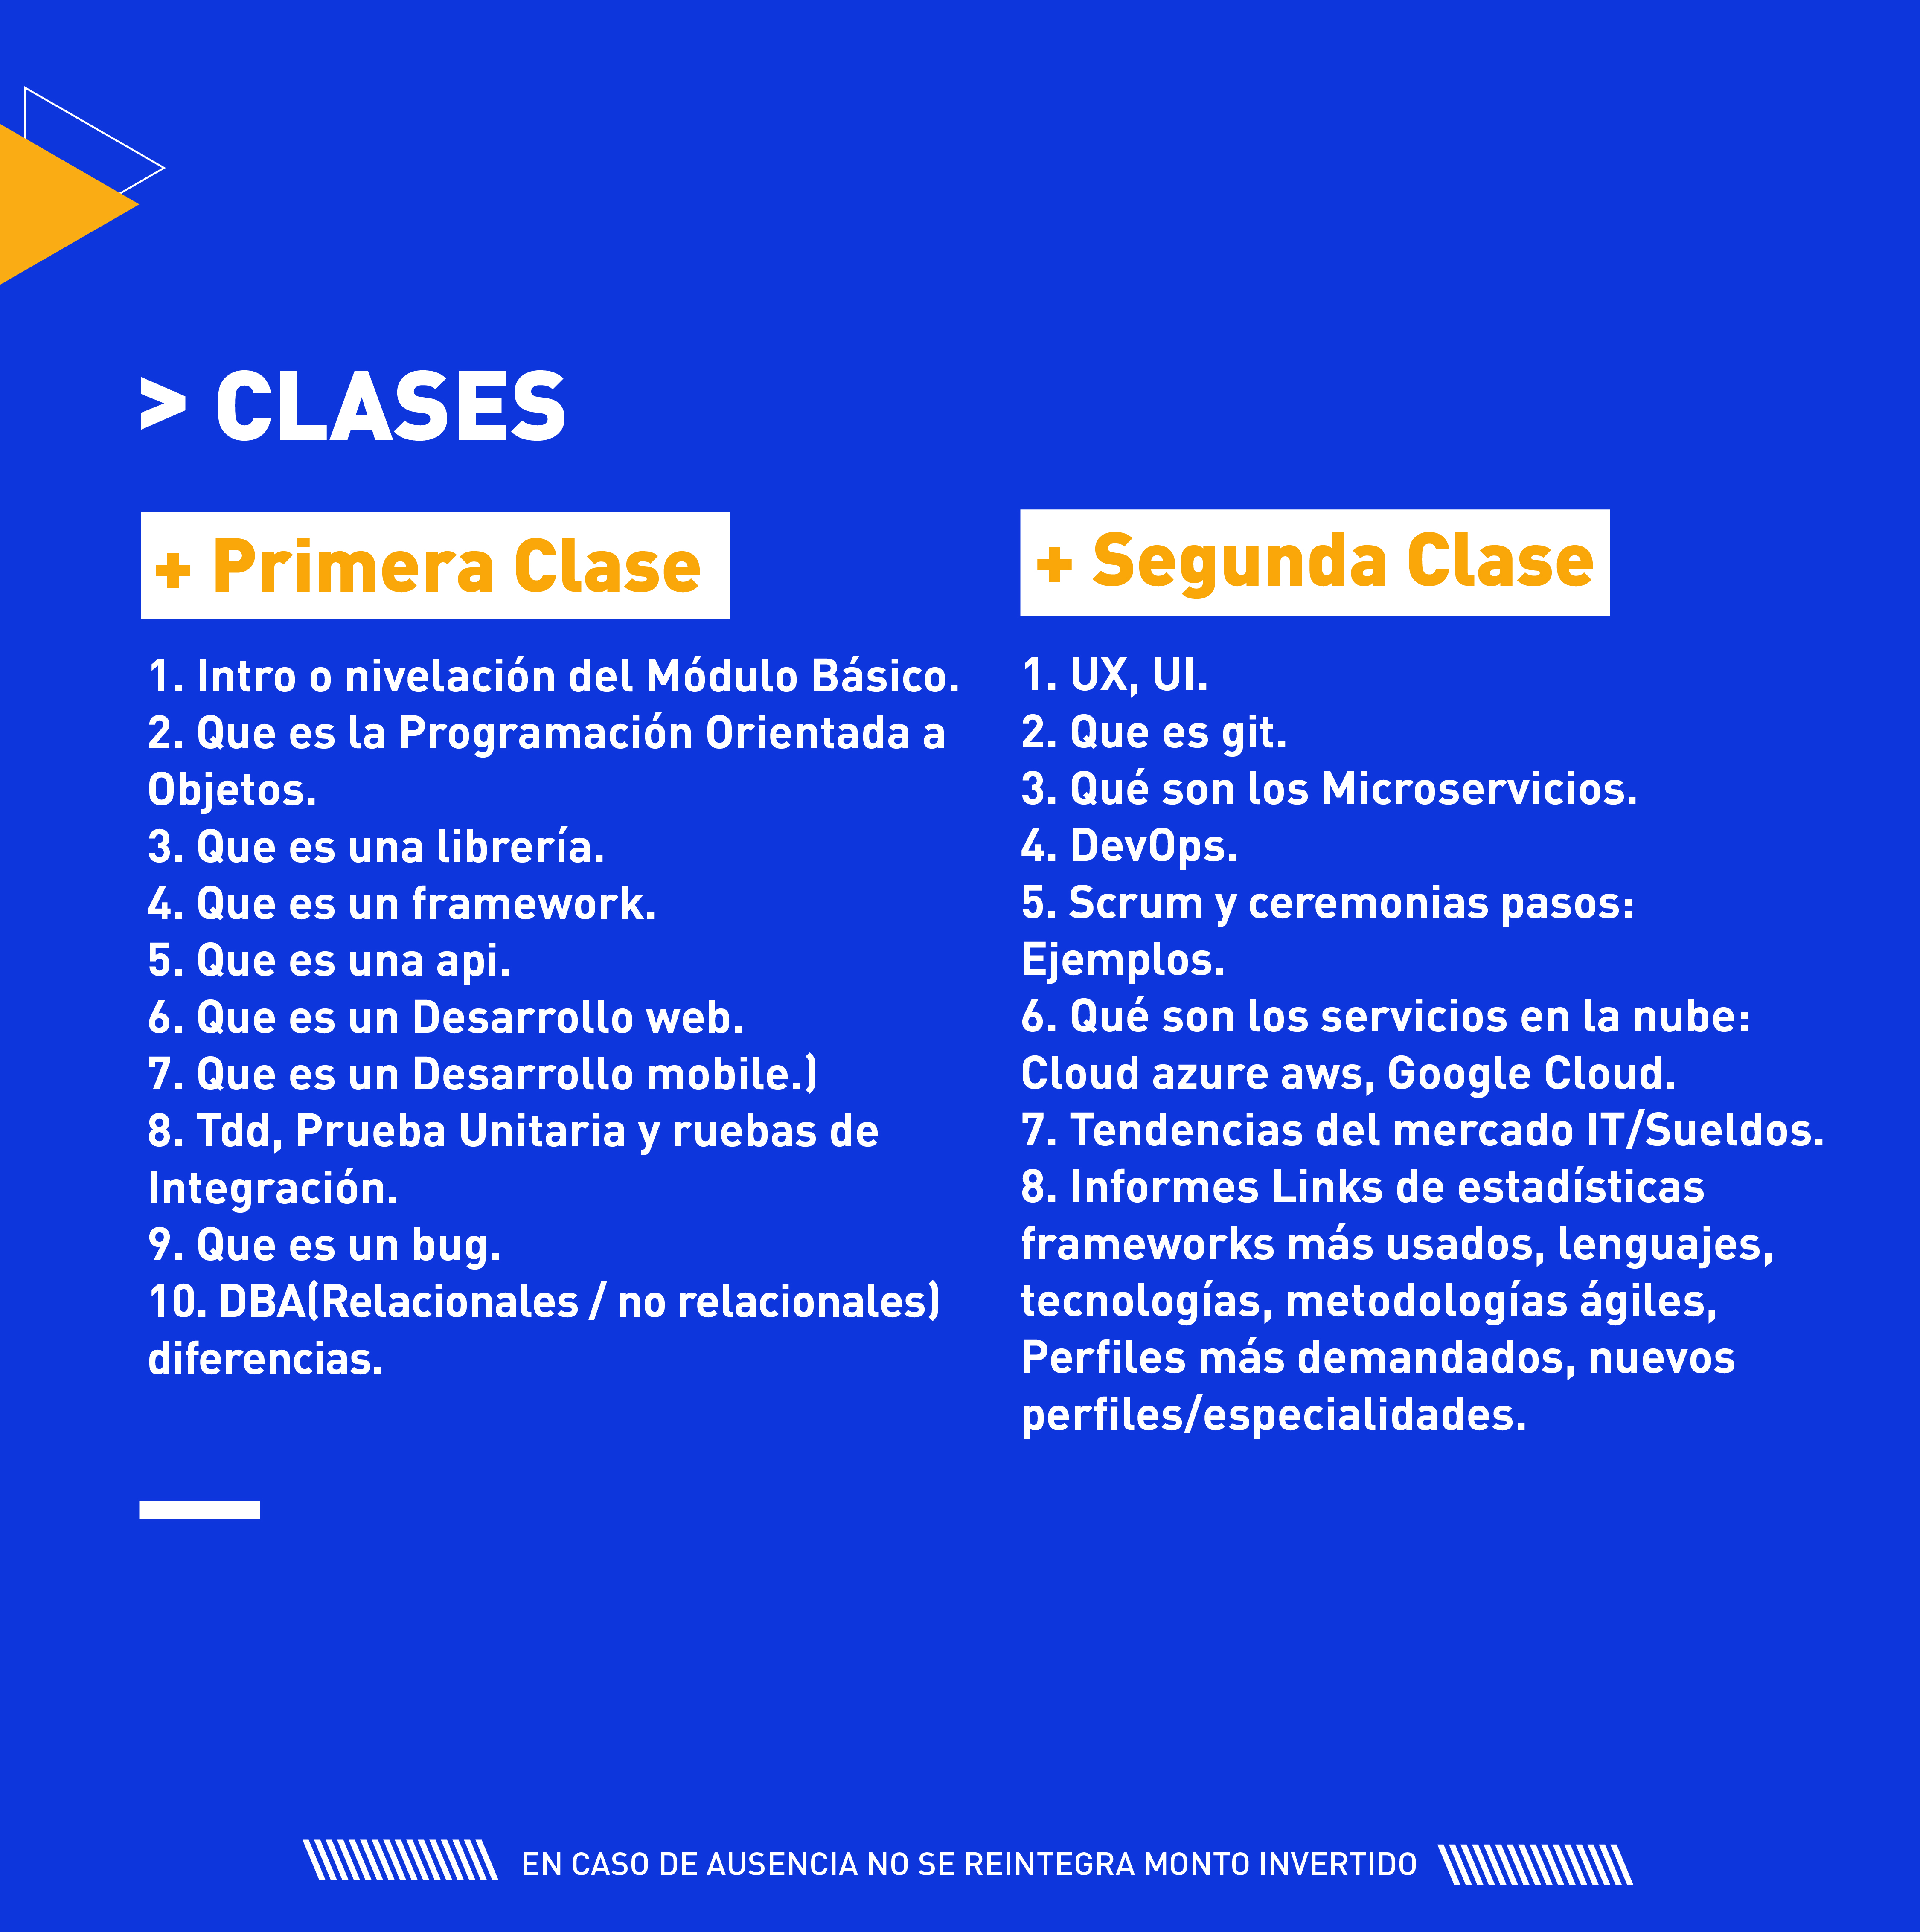 > CLASES
+ Primera Clase
1. Intro o nivelación del Módulo Básico.
2. Que es la Programación Orientada a
Objetos.
3. Que es una librería.
4. Que es un framework.
5. Que es una api.
6. Que es un Desarrollo web.
7. Que es un Desarrollo mobile.)
8. Tdd, Prueba Unitaria y ruebas de
Integración.
9. Que es un bug.
10. DBA(Relacionales / no relacionales)
diferencias.
+ Segunda Clase
1. UX, UI.
2. Que es git.
3. Qué son los Microservicios.
4. DevOps.
5. Scrum y ceremonias pasos:
Ejemplos.
6. Qué son los servicios en la nube:
Cloud azure aws, Google Cloud.
7. Tendencias del mercado IT/Sueldos.
8. Informes Links de estadísticas
frameworks más usados, lenguajes,
tecnologías, metodologías ágiles,
Perfiles más demandados, nuevos
perfiles/especialidades.
EN CASO DE AUSENCIA NO SE REINTEGRA MONTO INVERTIDO